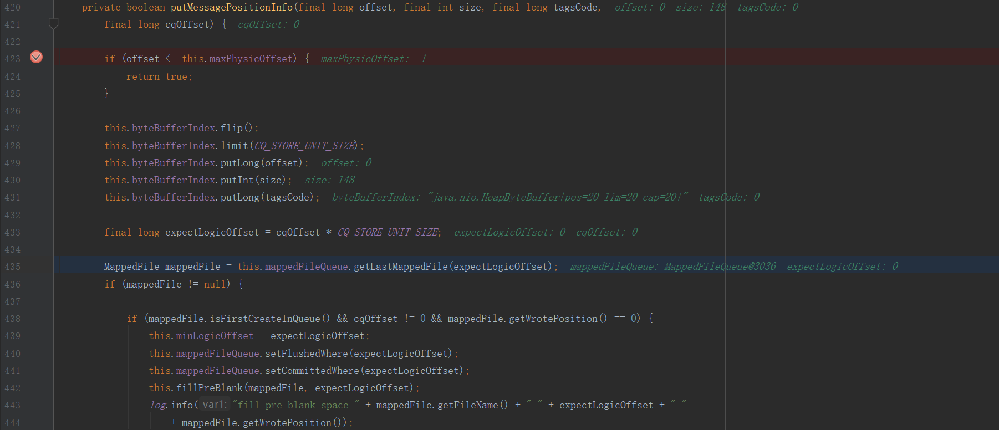 420 private boolean putMessagePositionInfo(final long offset, final int size, final long tagsCode, offset: 0 size: 148 tagsCode: 0
421 final long cqOffset) { cqOffset: 0
422
423 if (offset <= this.maxPhysicOffset) { maxPhysicOffset: -1
424 return true;
425 }
426
427 this.byteBufferIndex.flip();
428 this.byteBufferIndex.limit(CQ_STORE_UNIT_SIZE);
429 this.byteBufferIndex.putLong(offset); offset: 0
430 this.byteBufferIndex.putInt(size); size: 148
431 this.byteBufferIndex.putLong(tagsCode); byteBufferIndex: "java.nio.HeapByteBuffer[pos=20 lim=20 cap=20]" tagsCode: 0
432
433 final long expectLogicOffset = cqOffset * CQ_STORE_UNIT_SIZE; expectLogicOffset: 0 cqOffset: 0
434
435 MappedFile mappedFile = this.mappedFileQueue.getLastMappedFile(expectLogicOffset); mappedFileQueue: MappedFileQueue@3036 expectLogicOffset: 0
436 if (mappedFile != null) {
437
438 if (mappedFile.isFirstCreateInQueue() && cqOffset != 0 && mappedFile.getWrotePosition() == 0) {
439 this.minLogicOffset = expectLogicOffset;
440 this.mappedFileQueue.setFlushedWhere(expectLogicOffset);
441 this.mappedFileQueue.setCommittedWhere(expectLogicOffset);
442 this.fillPreBlank(mappedFile, expectLogicOffset);
443 log.info( var1: "fill pre blank space " + mappedFile.getFileName() + " " + expectLogicOffset + " "
444 + mappedFile.getWrotePosition());